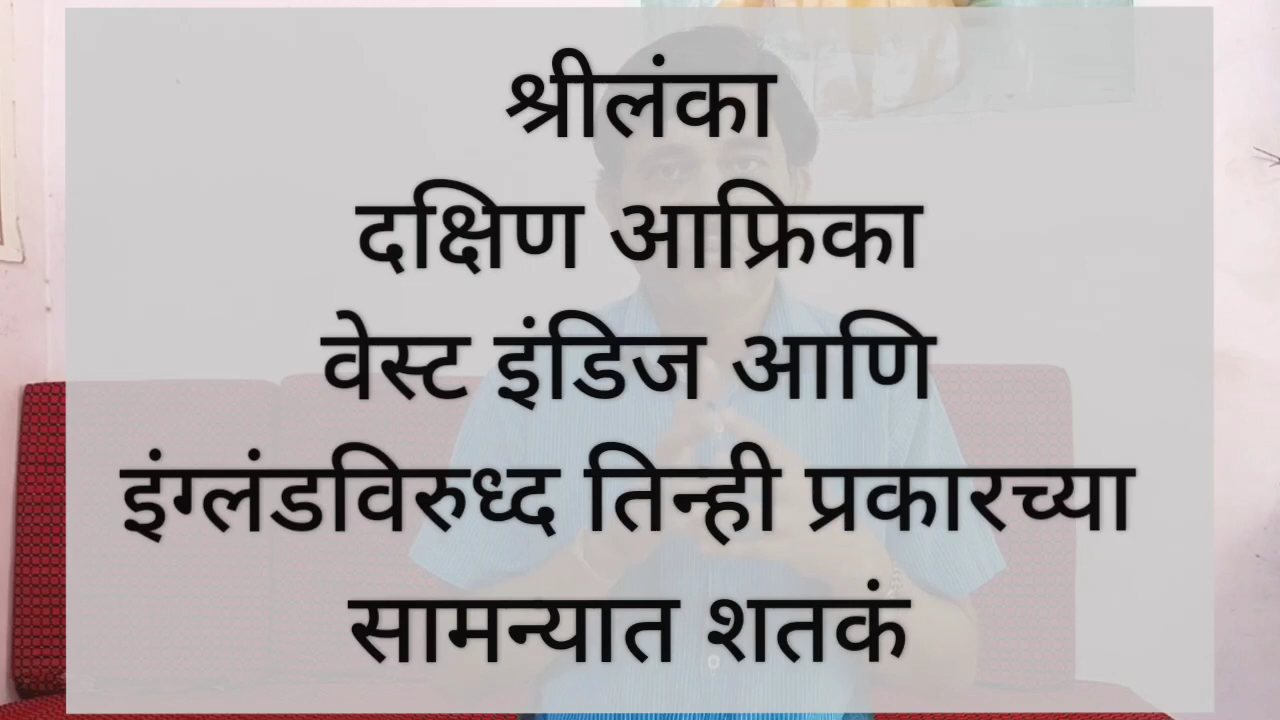 श्रीलंका
दक्षिण आफ्रिका
वेस्ट इंडिज आणि
इंग्लंडविरुध्द तिन्ही प्रकारच्या
सामन्यात शतकं